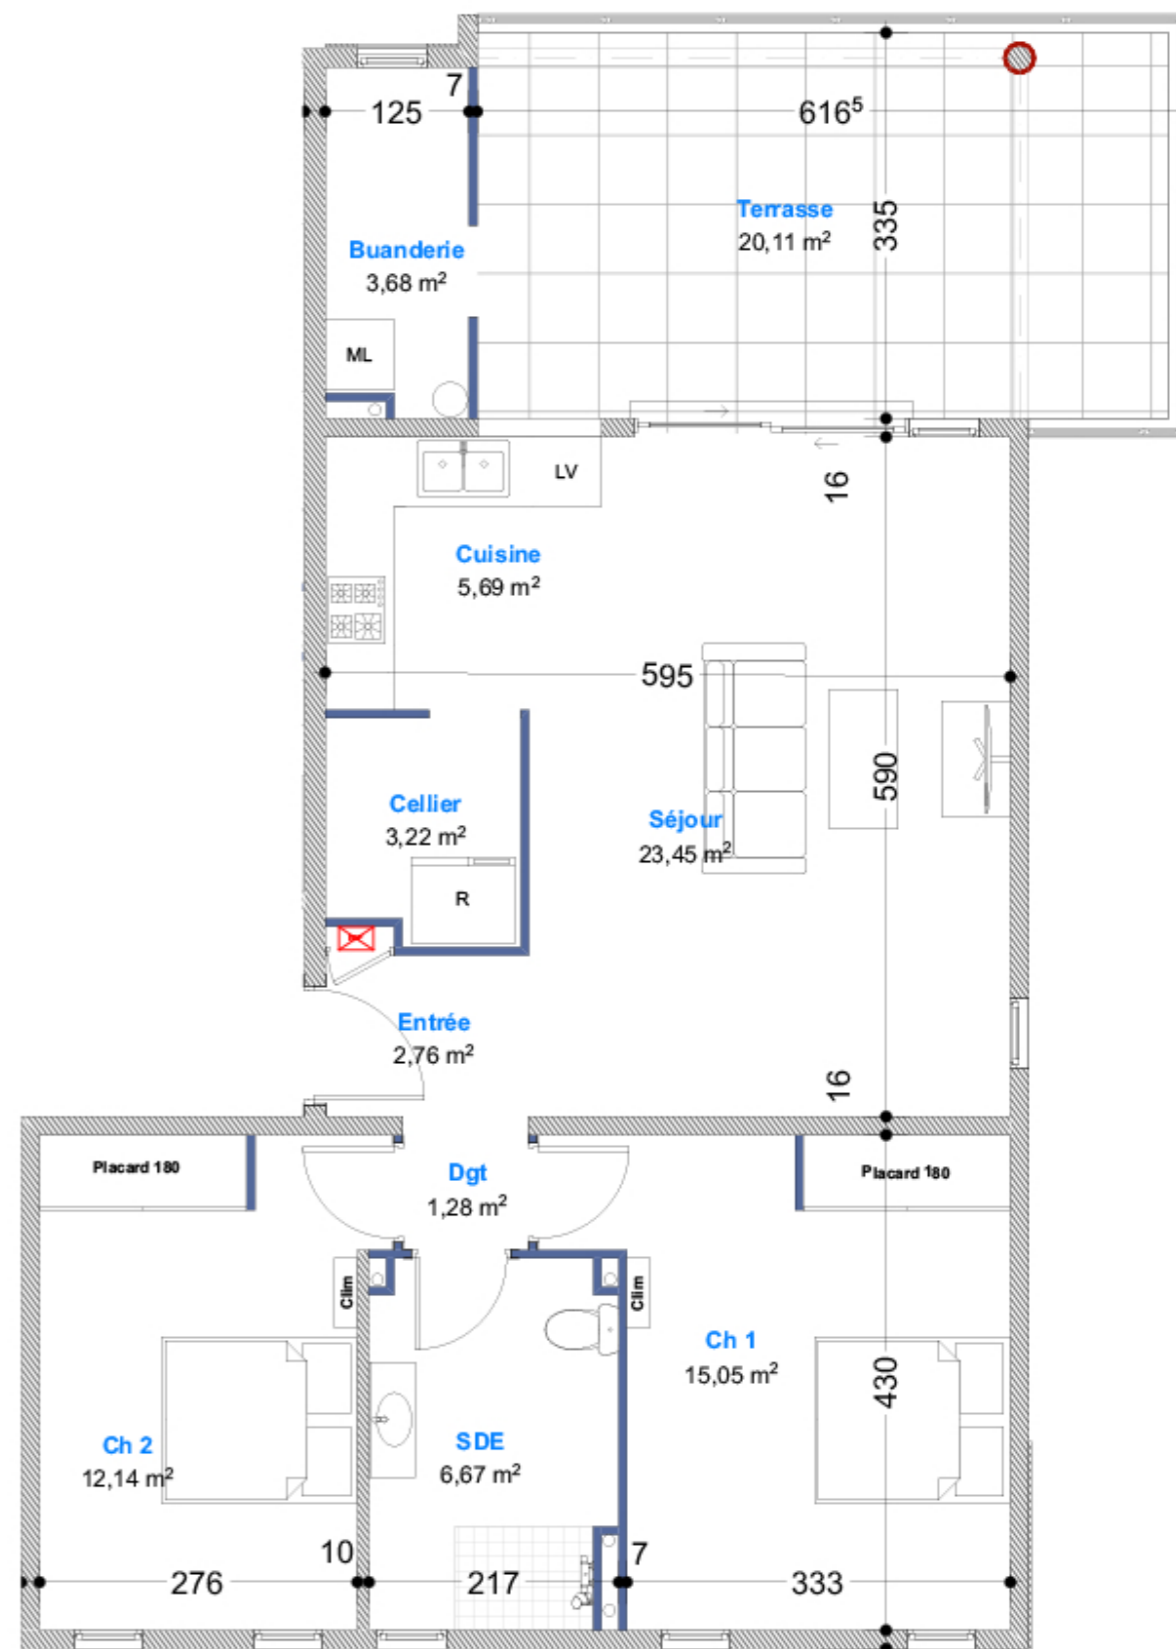 7
125
616⁵
Terrasse
20,11 m²
335
Buanderie
3,68 m²
ML
LV
16
Cuisine
5,69 m²
595
590
Cellier
3,22 m²
Séjour
23,45 m²
R
Entrée
2,76 m²
16
Placard 180
Dgt
1,28 m²
Placard 180
Clim
Clim
Ch 1
15,05 m²
430
Ch 2
12,14 m²
SDE
6,67 m²
10
7
276
217
333